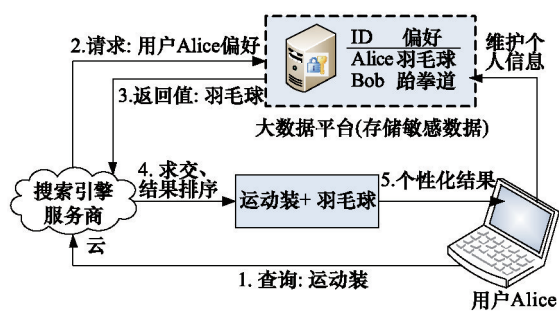 2.请求: 用户Alice偏好
ID 偏好
Alice 羽毛球
Bob 跆拳道
维护个
人信息
3.返回值: 羽毛球
大数据平台(存储敏感数据)
4. 求交、
结果排序
5.个性化结果
搜索引擎
服务商
运动装+ 羽毛球
云
1. 查询: 运动装
用户Alice